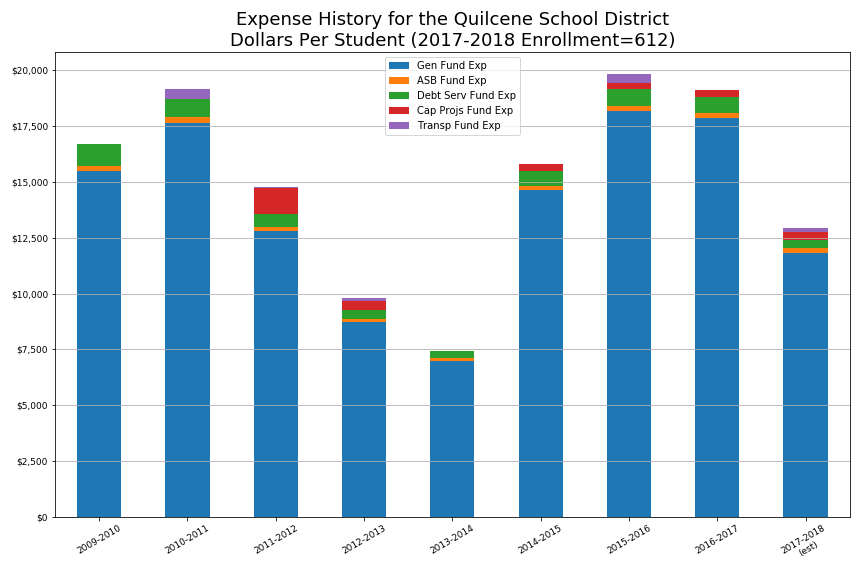 Expense History for the Quilcene School District
Dollars Per Student (2017-2018 Enrollment=612)
Gen Fund Exp
ASB Fund Exp
Debt Serv Fund Exp
Cap Projs Fund Exp
Transp Fund Exp
$20,000
$17,500
$15,000
$12,500
$10,000
$7,500
$5,000
$2,500
$0
2009-2010
2010-2011
2011-2012
2012-2013
2013-2014
2014-2015
2015-2016
2016-2017
2017-2018
(est)